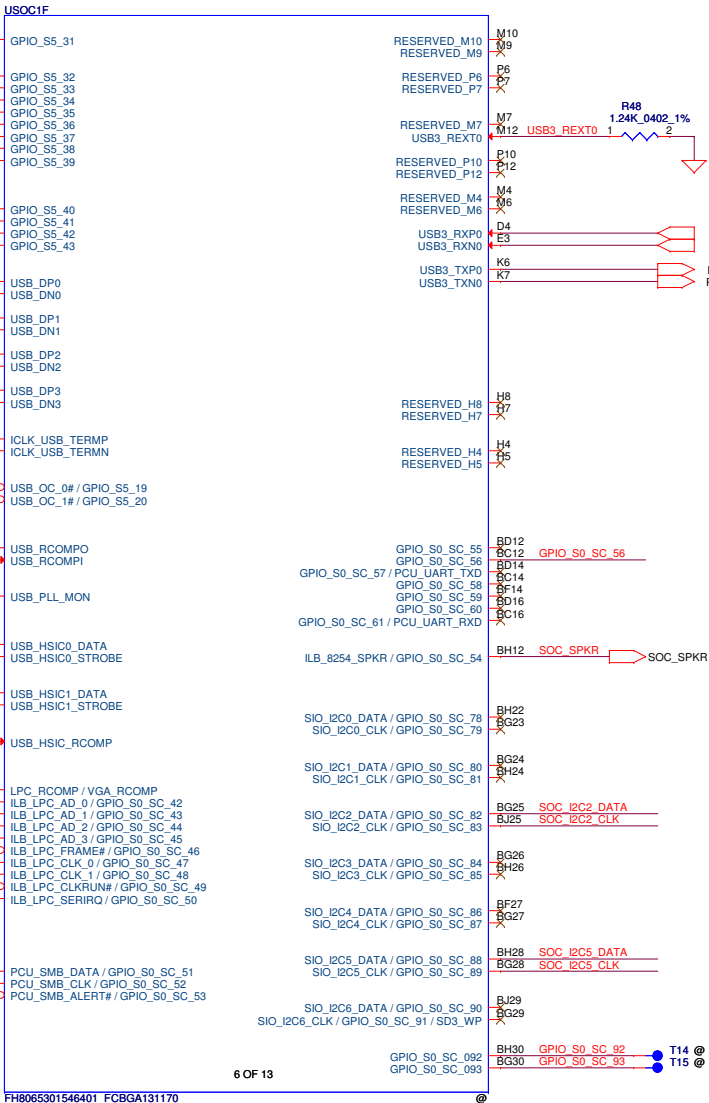 USOC1F
GPIO_S5_31
GPIO_S5_32
GPIO_S5_33
GPIO_S5_34
GPIO_S5_35
GPIO_S5_36
GPIO_S5_37
GPIO_S5_38
GPIO_S5_39
GPIO_S5_40
GPIO_S5_41
GPIO_S5_42
GPIO_S5_43
USB_DP0
USB_DN0
USB_DP1
USB_DN1
USB_DP2
USB_DN2
USB_DP3
USB_DN3
ICLK_USB_TERMP
ICLK_USB_TERMN
USB_OC_0# / GPIO_S5_19
USB_OC_1# / GPIO_S5_20
USB_RCOMPO
USB_RCOMPI
USB_PLL_MON
USB_HSIC0_DATA
USB_HSIC0_STROBE
USB_HSIC1_DATA
USB_HSIC1_STROBE
USB_HSIC_RCOMP
LPC_RCOMP / VGA_RCOMP
ILB_LPC_AD_0 / GPIO_S0_SC_42
ILB_LPC_AD_1 / GPIO_S0_SC_43
ILB_LPC_AD_2 / GPIO_S0_SC_44
ILB_LPC_AD_3 / GPIO_S0_SC_45
ILB_LPC_FRAME# / GPIO_S0_SC_46
ILB_LPC_CLK_0 / GPIO_S0_SC_47
ILB_LPC_CLK_1 / GPIO_S0_SC_48
ILB_LPC_CLKRUN# / GPIO_S0_SC_49
ILB_LPC_SERIRQ / GPIO_S0_SC_50
PCU_SMB_DATA / GPIO_S0_SC_51
PCU_SMB_CLK / GPIO_S0_SC_52
PCU_SMB_ALERT# / GPIO_S0_SC_53
RESERVED_M10 M10
RESERVED_M9 M9
RESERVED_P6 P6
RESERVED_P7 P7
RESERVED_M7 M7
USB3_REXT0 M12 USB3_REXT0 1 2
R48
1.24K_0402_1%
RESERVED_P10 P10
RESERVED_P12 P12
RESERVED_M4 M4
RESERVED_M6 M6
USB3_RXP0 D4
USB3_RXN0 E3
USB3_TXP0 K6
USB3_TXN0 K7
RESERVED_H8 H8
RESERVED_H7 H7
RESERVED_H4 H4
RESERVED_H5 H5
GPIO_S0_SC_55 BD12
GPIO_S0_SC_56 BC12 GPIO_S0_SC_56
GPIO_S0_SC_57 / PCU_UART_TXD BD14
GPIO_S0_SC_58 BC14
GPIO_S0_SC_59 BF14
GPIO_S0_SC_60 BD16
GPIO_S0_SC_61 / PCU_UART_RXD BC16
ILB_8254_SPKR / GPIO_S0_SC_54 BH12 SOC_SPKR SOC_SPKR
SIO_I2C0_DATA / GPIO_S0_SC_78 BH22
SIO_I2C0_CLK / GPIO_S0_SC_79 BG23
SIO_I2C1_DATA / GPIO_S0_SC_80 BG24
SIO_I2C1_CLK / GPIO_S0_SC_81 BH24
SIO_I2C2_DATA / GPIO_S0_SC_82 BG25 SOC_I2C2_DATA
SIO_I2C2_CLK / GPIO_S0_SC_83 BJ25 SOC_I2C2_CLK
SIO_I2C3_DATA / GPIO_S0_SC_84 BG26
SIO_I2C3_CLK / GPIO_S0_SC_85 BH26
SIO_I2C4_DATA / GPIO_S0_SC_86 BF27
SIO_I2C4_CLK / GPIO_S0_SC_87 BG27
SIO_I2C5_DATA / GPIO_S0_SC_88 BH28 SOC_I2C5_DATA
SIO_I2C5_CLK / GPIO_S0_SC_89 BG28 SOC_I2C5_CLK
SIO_I2C6_DATA / GPIO_S0_SC_90 BJ29
SIO_I2C6_CLK / GPIO_S0_SC_91 / SD3_WP BG29
GPIO_S0_SC_092 BH30 GPIO_S0_SC_92 T14 @
GPIO_S0_SC_093 BG30 GPIO_S0_SC_93 T15 @
6 OF 13
FH8065301546401_FCBGA131170 @